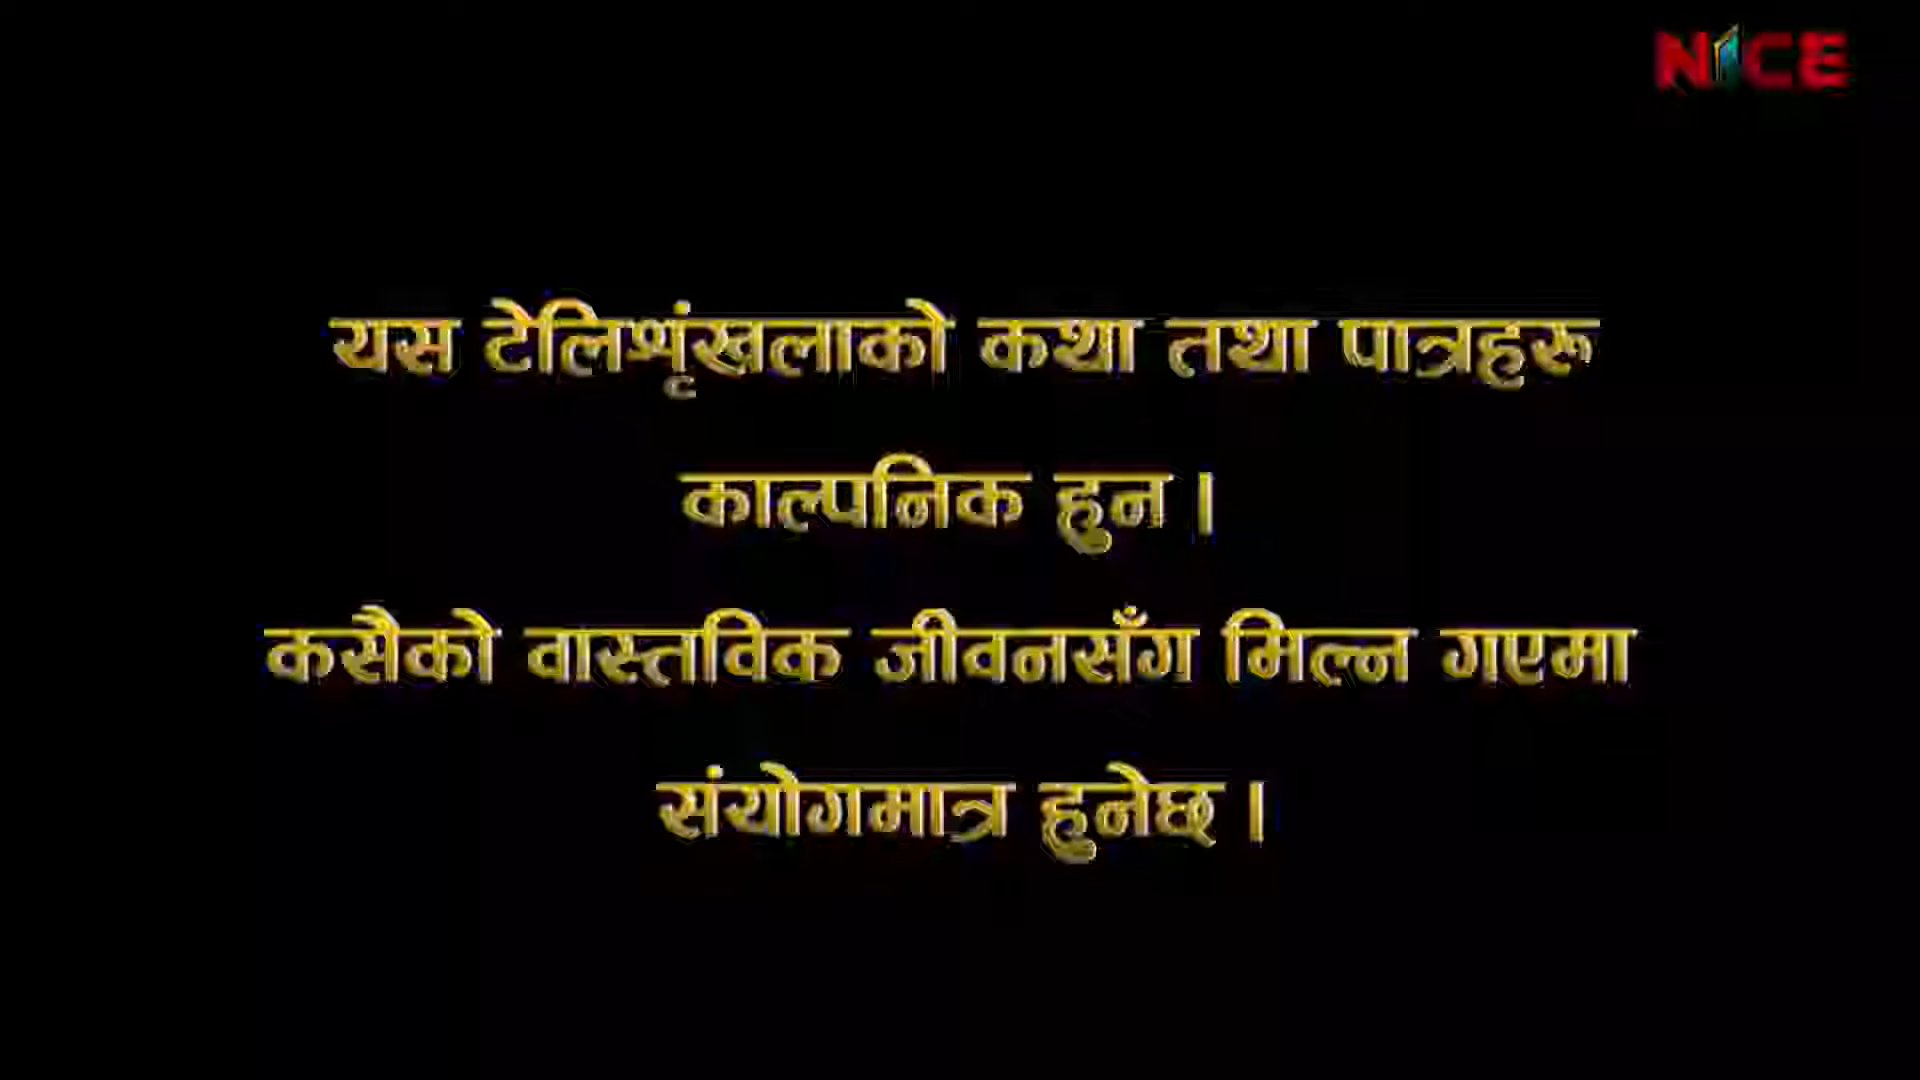 NICE
यस टेलिशृंखलाको कथा तथा पात्रहरू
काल्पनिक हुन ।
कसैको वास्तविक जीवनसँग मिल्न गएमा
संयोगमात्र हुनेछ ।